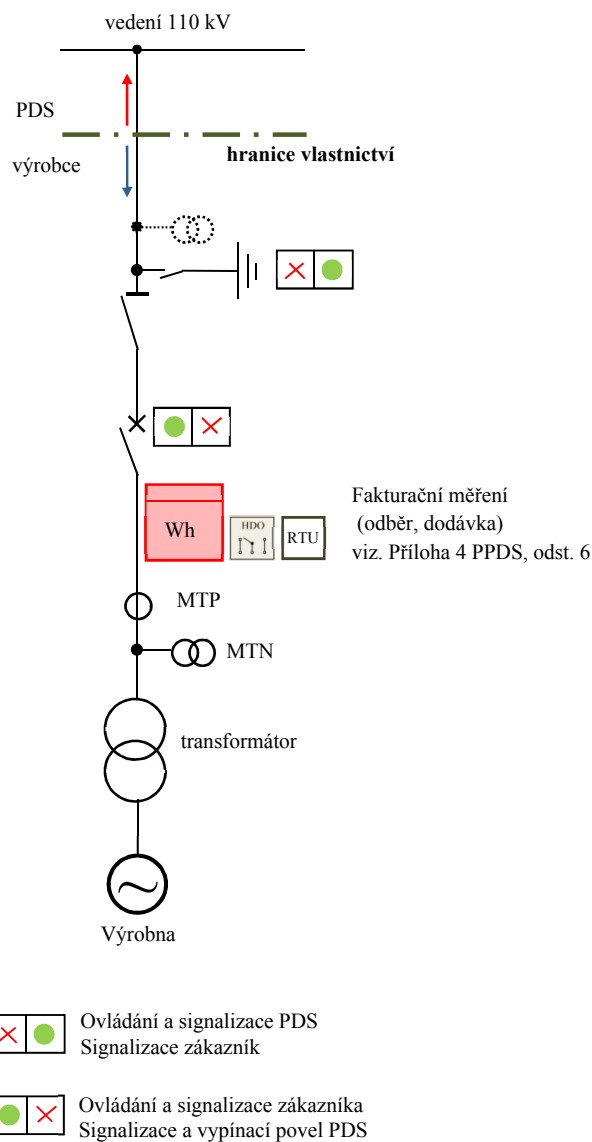 vedení 110 kV
PDS
hranice vlastnictví
výrobce
Fakturační měření
(odběr, dodávka)
viz. Příloha 4 PPDS, odst. 6
Wh
HDO
RTU
MTP
MTN
transformátor
Výrobna
Ovládání a signalizace PDS
Signalizace zákazník
Ovládání a signalizace zákazníka
Signalizace a vypínací povel PDS